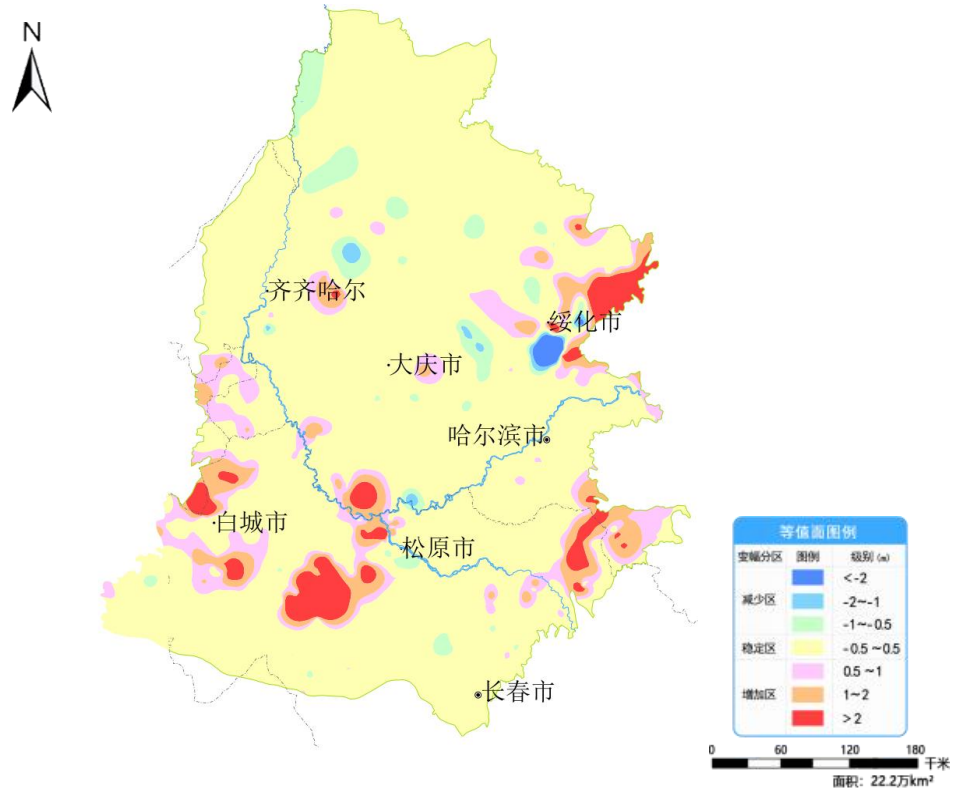 N
齐齐哈尔
绥化市
大庆市
哈尔滨市
白城市
松原市
长春市
等值面图例
变幅分区 图例 级别 (m)
减少区
<-2
-2~-1
-1~-0.5
稳定区
-0.5 ~0.5
增加区
0.5 ~1
1~2
>2
0 60 120 180 千米
面积：22.2万km²